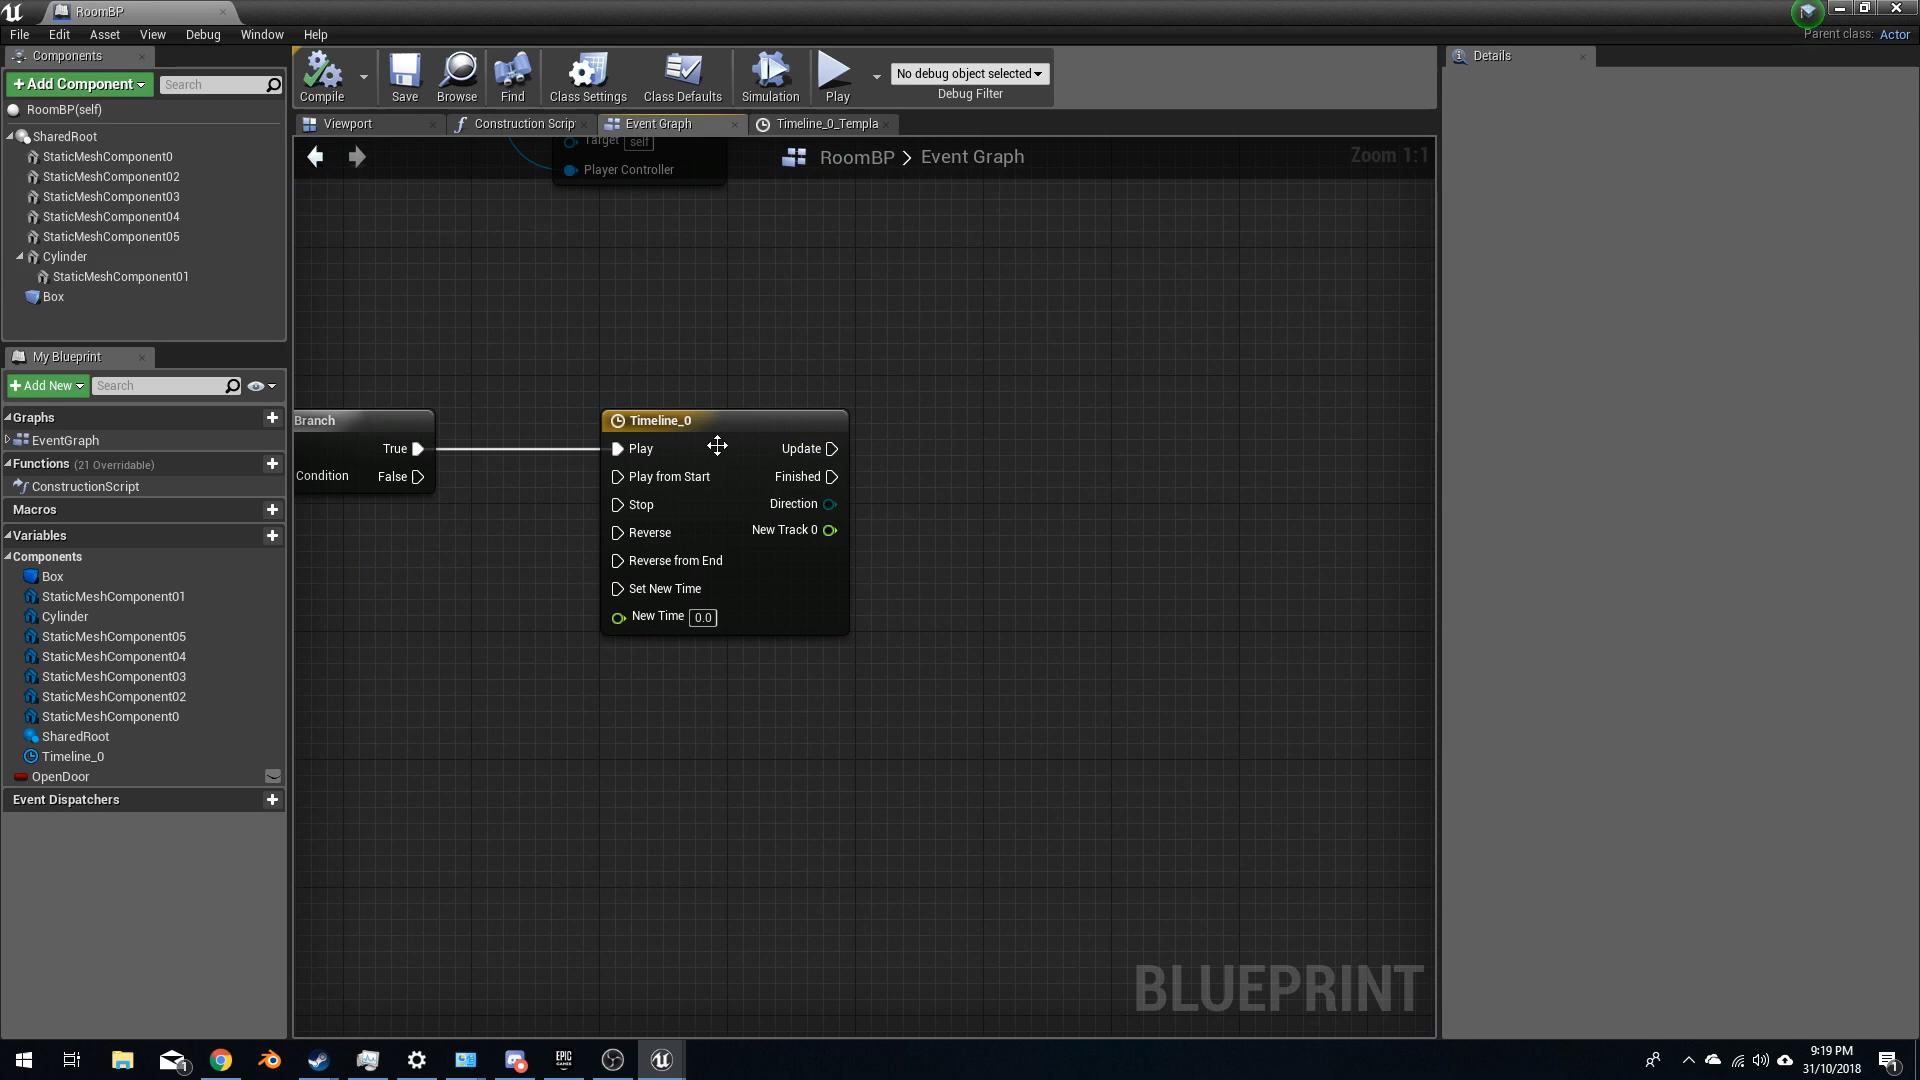 RoomBP
File Edit Asset View Debug Window Help
Parent class: Actor
Components
+ Add Component
Search
RoomBP(self)
SharedRoot
StaticMeshComponent0
StaticMeshComponent02
StaticMeshComponent03
StaticMeshComponent04
StaticMeshComponent05
Cylinder
StaticMeshComponent01
Box
My Blueprint
+ Add New
Search
Graphs
EventGraph
Functions (21 Overridable)
ConstructionScript
Macros
Variables
Components
Box
StaticMeshComponent01
Cylinder
StaticMeshComponent05
StaticMeshComponent04
StaticMeshComponent03
StaticMeshComponent02
StaticMeshComponent0
SharedRoot
Timeline_0
OpenDoor
Event Dispatchers
Compile Save Browse Find Class Settings Class Defaults Simulation Play
No debug object selected
Debug Filter
Viewport
Construction Scrip
Event Graph
Timeline_0_Templa
RoomBP > Event Graph
Zoom 1:1
Target self
Player Controller
Branch
True
Condition False
Timeline_0
Play Update
Play from Start Finished
Stop Direction
Reverse New Track 0
Reverse from End
Set New Time
New Time 0.0
BLUEPRINT
Details
EPIC
GAMES
1
9:19 PM
31/10/2018
1